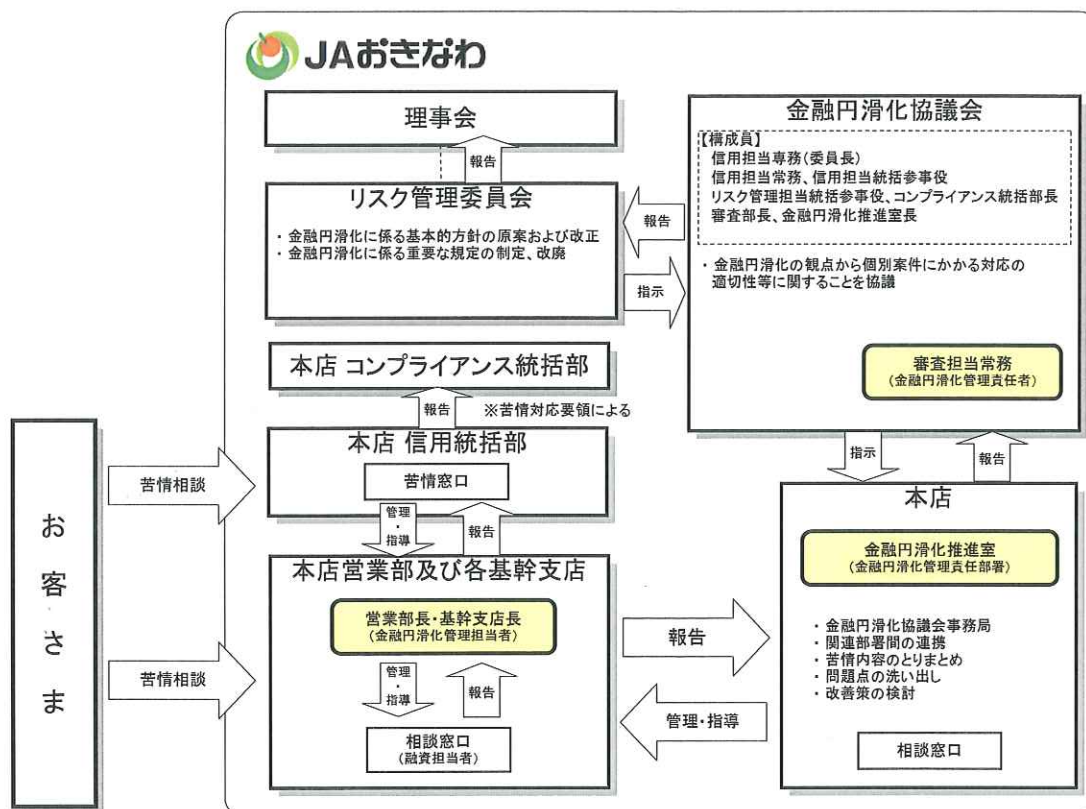 JAおきなわ
理事会
報告
リスク管理委員会
・ 金融円滑化に係る基本的方針の原案および改正
・ 金融円滑化に係る重要な規定の制定、改廃
報告
指示
金融円滑化協議会
【構成員】
信用担当専務(委員長)
信用担当常務、信用担当統括参事役
リスク管理担当統括参事役、コンプライアンス統括部長
審査部長、金融円滑化推進室長
・ 金融円滑化の観点から個別案件にかかる対応の
適切性等に関することを協議
審査担当常務
(金融円滑化管理責任者)
本店 コンプライアンス統括部
報告
※苦情対応要領による
本店 信用統括部
苦情窓口
管理・指導
報告
指示
報告
お客さま
苦情相談
苦情相談
本店営業部及び各基幹支店
営業部長・基幹支店長
(金融円滑化管理担当者)
管理・指導
報告
相談窓口
(融資担当者)
報告
管理・指導
本店
金融円滑化推進室
(金融円滑化管理責任部署)
・ 金融円滑化協議会事務局
・ 関連部署間の連携
・ 苦情内容のとりまとめ
・ 問題点の洗い出し
・ 改善策の検討
相談窓口